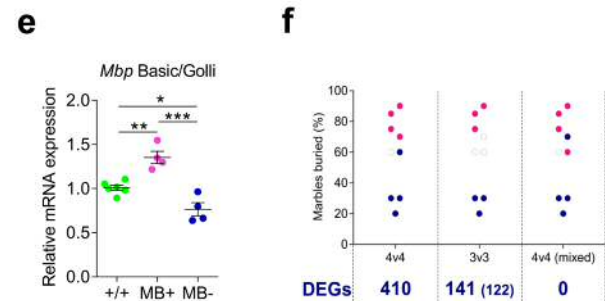 e
Mbp Basic/Golli
Relative mRNA expression
2.0
1.5
1.0
0.5
0.0
*
** ***
+/+ MB+ MB-
f
Marbles buried (%)
100
80
60
40
20
0
4v4 3v3 4v4 (mixed)
DEGs 410 141 (122) 0